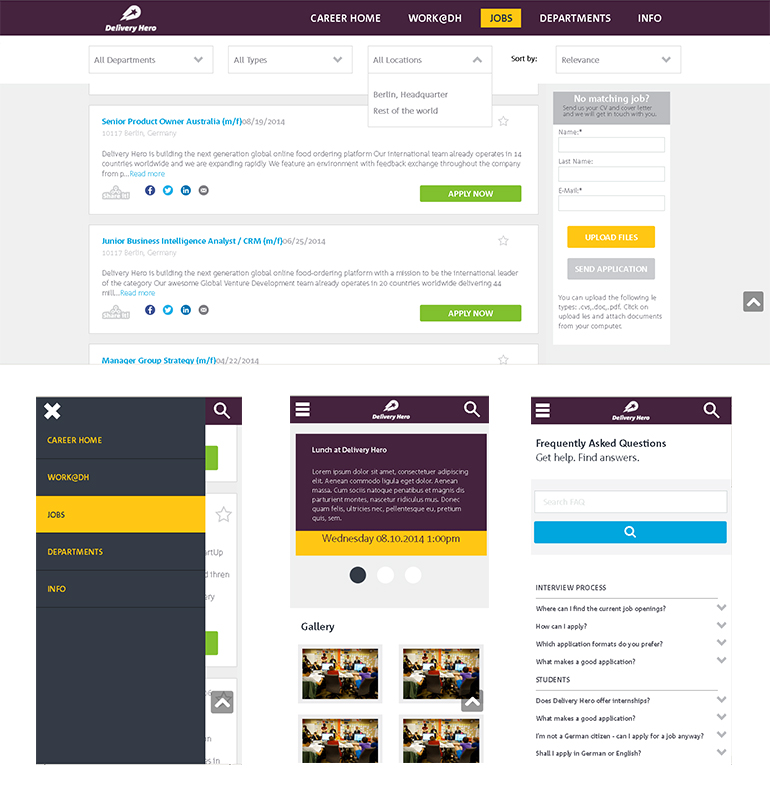 Delivery Hero
CAREER HOME
WORK@DH
JOBS
DEPARTMENTS
INFO
All Departments
All Types
All Locations
Sort by:
Relevance
Berlin, Headquarter
Rest of the world
Senior Product Owner Australia (m/f)08/19/2014
10117 Berlin, Germany
Delivery Hero is building the next generation global online food ordering platform Our international team already operates in 14
countries worldwide and we are expanding rapidly We feature an environment with feedback exchange throughout the company
from p...Read more
Share it!
APPLY NOW
Junior Business Intelligence Analyst / CRM (m/f)06/25/2014
10117 Berlin, Germany
Delivery Hero is building the next generation global online food-ordering platform with a mission to be the international leader
of the category Our awesome Global Venture Development team already operates in 20 countries worldwide delivering 44
mill...Read more
Share it!
APPLY NOW
Manager Group Strategy (m/f)04/22/2014
No matching job?
Send us your CV and cover letter
and we will get in touch with you.
Name:*
Last Name:
E-Mail:*
UPLOAD FILES
SEND APPLICATION
You can upload the following le
types: .cvs,.doc,.pdf. Click on
upload les and attach documents
from your computer.
CAREER HOME
WORK@DH
JOBS
DEPARTMENTS
INFO
artUp
d thren
very
es In
Delivery Hero
Lunch at Delivery Hero
Lorem ipsum dolor sit amet, consectetuer adipiscing
elit. Aenean commodo ligula eget dolor. Aenean
massa. Cum sociis natoque penatibus et magnis dis
parturient montes, nascetur ridiculus mus. Donec
quam felis, ultricies nec, pellentesque eu, pretium
quis, sem.
Wednesday 08.10.2014 1:00pm
Gallery
Delivery Hero
Frequently Asked Questions
Get help. Find answers.
Search FAQ
INTERVIEW PROCESS
Where can I find the current job openings?
How can I apply?
Which application formats do you prefer?
What makes a good application?
STUDENTS
Does Delivery Hero offer internships?
What makes a good application?
I'm not a German citizen - can I apply for a job anyway?
Shall I apply in German or English?